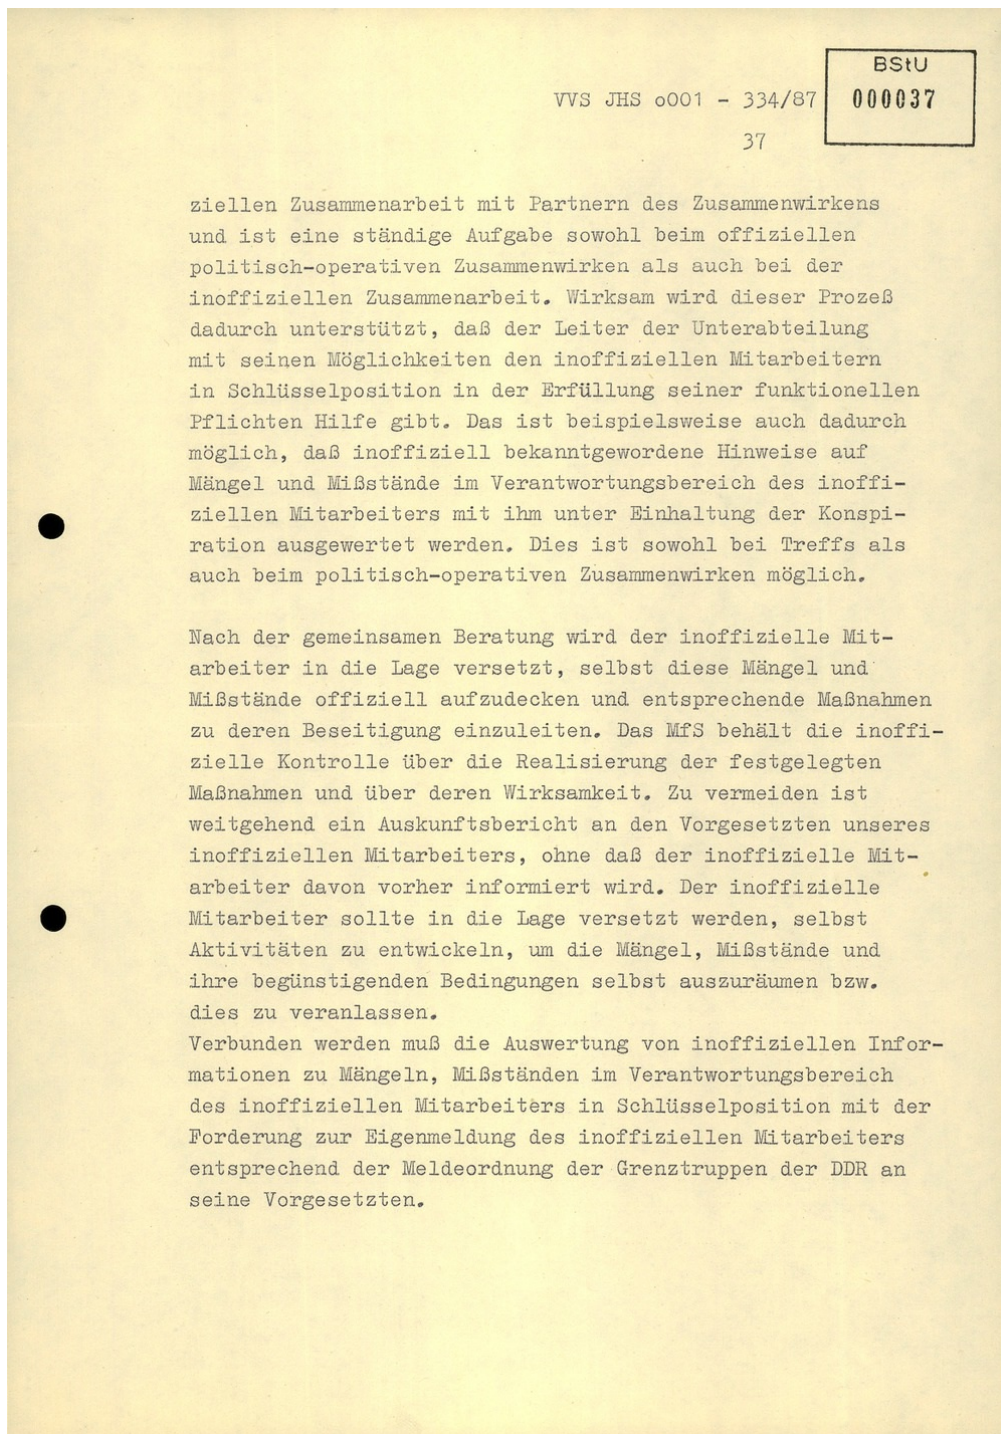 BStU
VVS JHS o001 - 334/87
000037
37
ziellen Zusammenarbeit mit Partnern des Zusammenwirkens
und ist eine ständige Aufgabe sowohl beim offiziellen
politisch-operativen Zusammenwirken als auch bei der
inoffiziellen Zusammenarbeit. Wirksam wird dieser Prozeß
dadurch unterstützt, daß der Leiter der Unterabteilung
mit seinen Möglichkeiten den inoffiziellen Mitarbeitern
in Schlüsselposition in der Erfüllung seiner funktionellen
Pflichten Hilfe gibt. Das ist beispielsweise auch dadurch
möglich, daß inoffiziell bekanntgewordene Hinweise auf
Mängel und Mißstände im Verantwortungsbereich des inoffi-
ziellen Mitarbeiters mit ihm unter Einhaltung der Konspi-
ration ausgewertet werden. Dies ist sowohl bei Treffs als
auch beim politisch-operativen Zusammenwirken möglich.
Nach der gemeinsamen Beratung wird der inoffizielle Mit-
arbeiter in die Lage versetzt, selbst diese Mängel und
Mißstände offiziell aufzudecken und entsprechende Maßnahmen
zu deren Beseitigung einzuleiten. Das MfS behält die inoffi-
zielle Kontrolle über die Realisierung der festgelegten
Maßnahmen und über deren Wirksamkeit. Zu vermeiden ist
weitgehend ein Auskunftsbericht an den Vorgesetzten unseres
inoffiziellen Mitarbeiters, ohne daß der inoffizielle Mit-
arbeiter davon vorher informiert wird. Der inoffizielle
Mitarbeiter sollte in die Lage versetzt werden, selbst
Aktivitäten zu entwickeln, um die Mängel, Mißstände und
ihre begünstigenden Bedingungen selbst auszuräumen bzw.
dies zu veranlassen.
Verbunden werden muß die Auswertung von inoffiziellen Infor-
mationen zu Mängeln, Mißständen im Verantwortungsbereich
des inoffiziellen Mitarbeiters in Schlüsselposition mit der
Forderung zur Eigenmeldung des inoffiziellen Mitarbeiters
entsprechend der Meldeordnung der Grenztruppen der DDR an
seine Vorgesetzten.